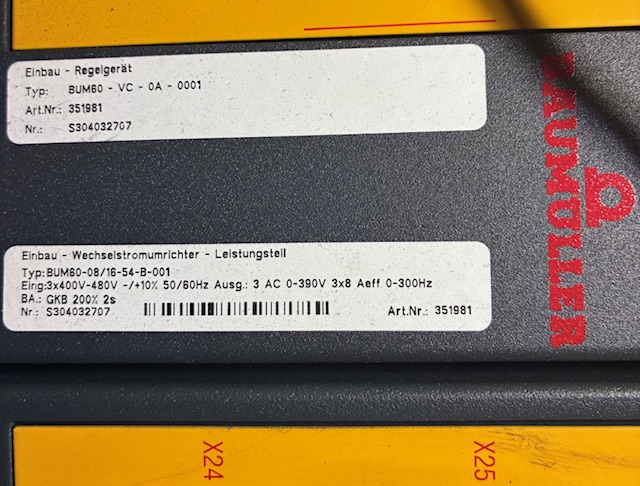 Einbau - Regelgerät
Typ: BUM60 - VC - 0A - 0001
Art.Nr.: 351981
Nr.: S304032707
BAUMÜLLER
Einbau - Wechselstromumrichter - Leistungsteil
Typ:BUM60-08/16-54-B-001
Eing:3x400V-480V -/+10% 50/60Hz Ausg.: 3 AC 0-390V 3x8 Aeff 0-300Hz
BA.: GKB 200% 2s
Nr.: S304032707 Art.Nr.: 351981
X24 X25